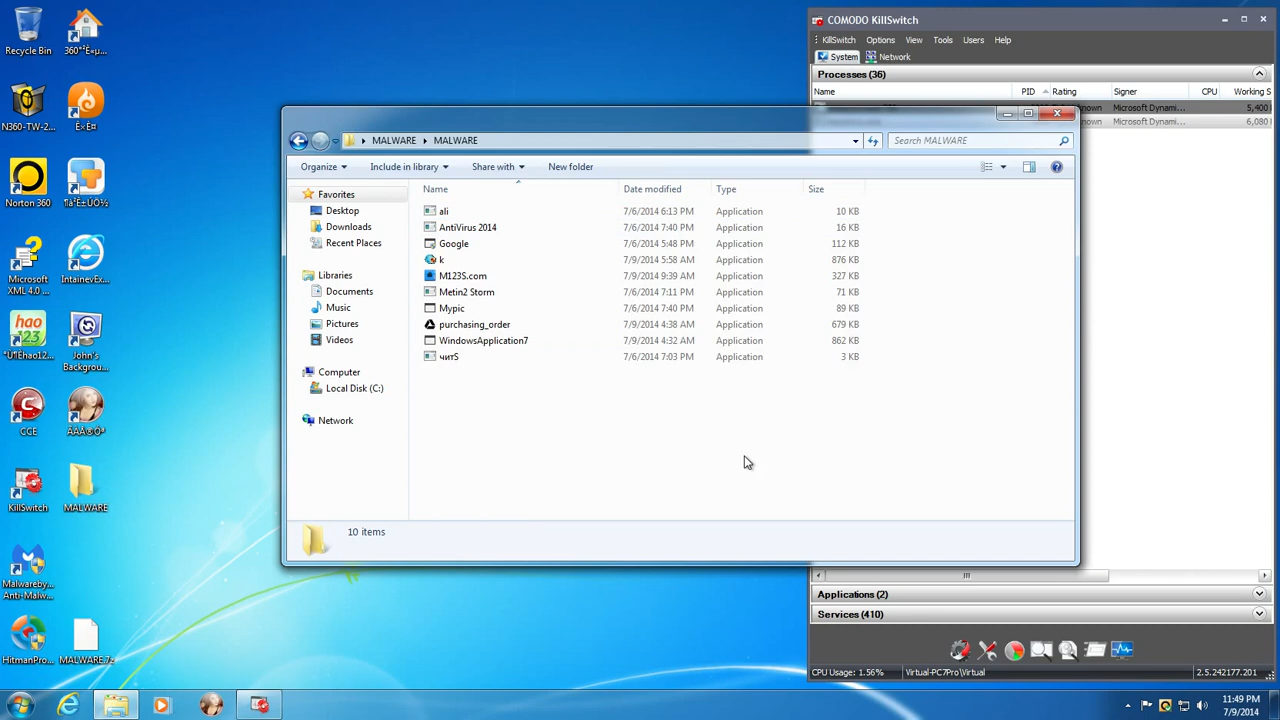 Recycle Bin
N360-TW-2...
Norton 360
Microsoft
XML 4.0 ...
IntainevEx...
John's
Backgrou...
CCE
KillSwitch
MALWARE
Malwareby...
Anti-Malw...
HitmanPro...
MALWARE.7z
MALWARE
MALWARE
Search MALWARE
Organize
Include in library
Share with
New folder
Favorites
Desktop
Downloads
Recent Places
Libraries
Documents
Music
Pictures
Videos
Computer
Local Disk (C:)
Network
Name Date modified Type Size
ali 7/6/2014 6:13 PM Application 10 KB
AntiVirus 2014 7/6/2014 7:40 PM Application 16 KB
Google 7/6/2014 5:48 PM Application 112 KB
k 7/9/2014 5:58 AM Application 876 KB
M123S.com 7/9/2014 9:39 AM Application 327 KB
Metin2 Storm 7/6/2014 7:11 PM Application 71 KB
Mypic 7/6/2014 7:40 PM Application 89 KB
purchasing_order 7/9/2014 4:38 AM Application 679 KB
WindowsApplication7 7/9/2014 4:32 AM Application 862 KB
читS 7/6/2014 7:03 PM Application 3 KB
10 items
COMODO KillSwitch
KillSwitch Options View Tools Users Help
System Network
Processes (36)
Name PID Rating Signer CPU Working S
Microsoft Dynami... 5,400
Microsoft Dynami... 6,080
Applications (2)
Services (410)
CPU Usage: 1.56% Virtual-PC7Pro\Virtual 2.5.242177.201
11:49 PM
7/9/2014